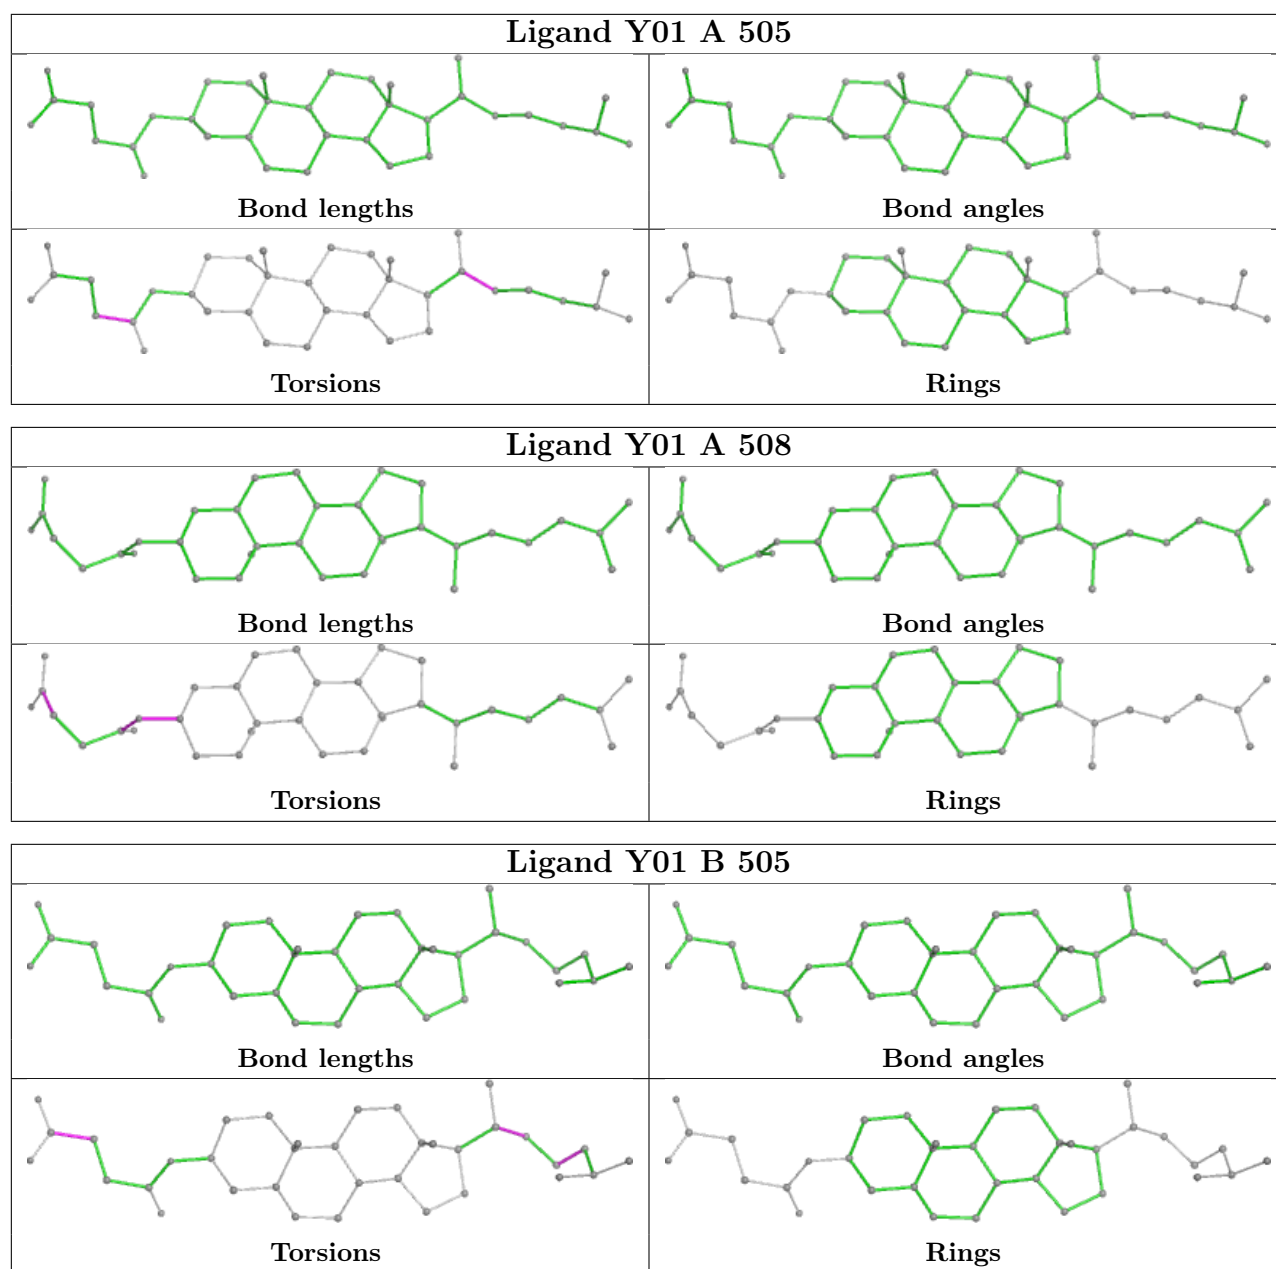 Ligand Y01 A 505
Bond lengths
Bond angles
Torsions
Rings
Ligand Y01 A 508
Bond lengths
Bond angles
Torsions
Rings
Ligand Y01 B 505
Bond lengths
Bond angles
Torsions
Rings